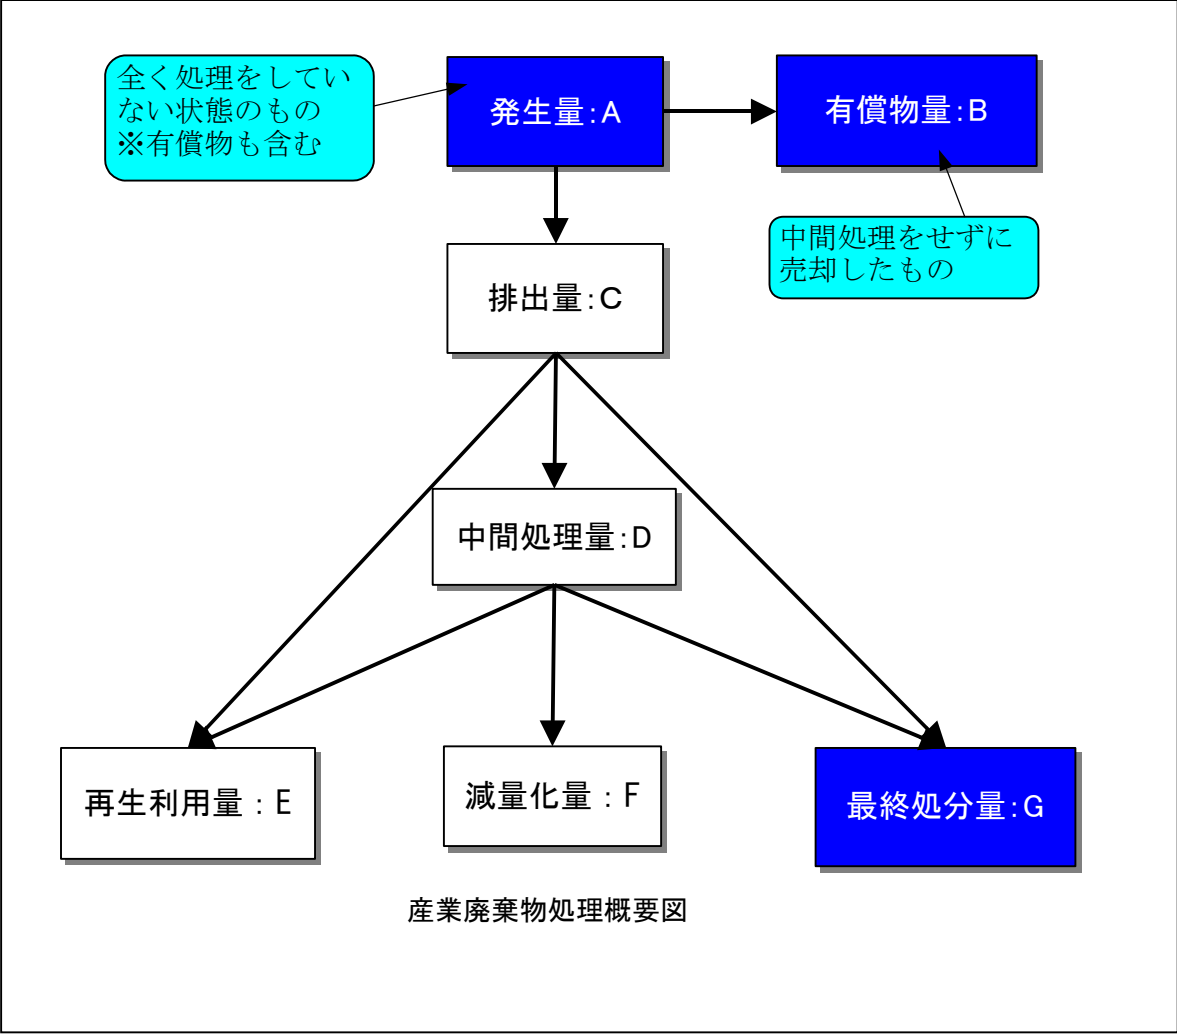 全く処理をしてい
ない状態のもの
※有償物も含む
発生量:A
有償物量:B
中間処理をせずに
売却したもの
排出量:C
中間処理量:D
再生利用量：E
減量化量：F
最終処分量:G
産業廃棄物処理概要図